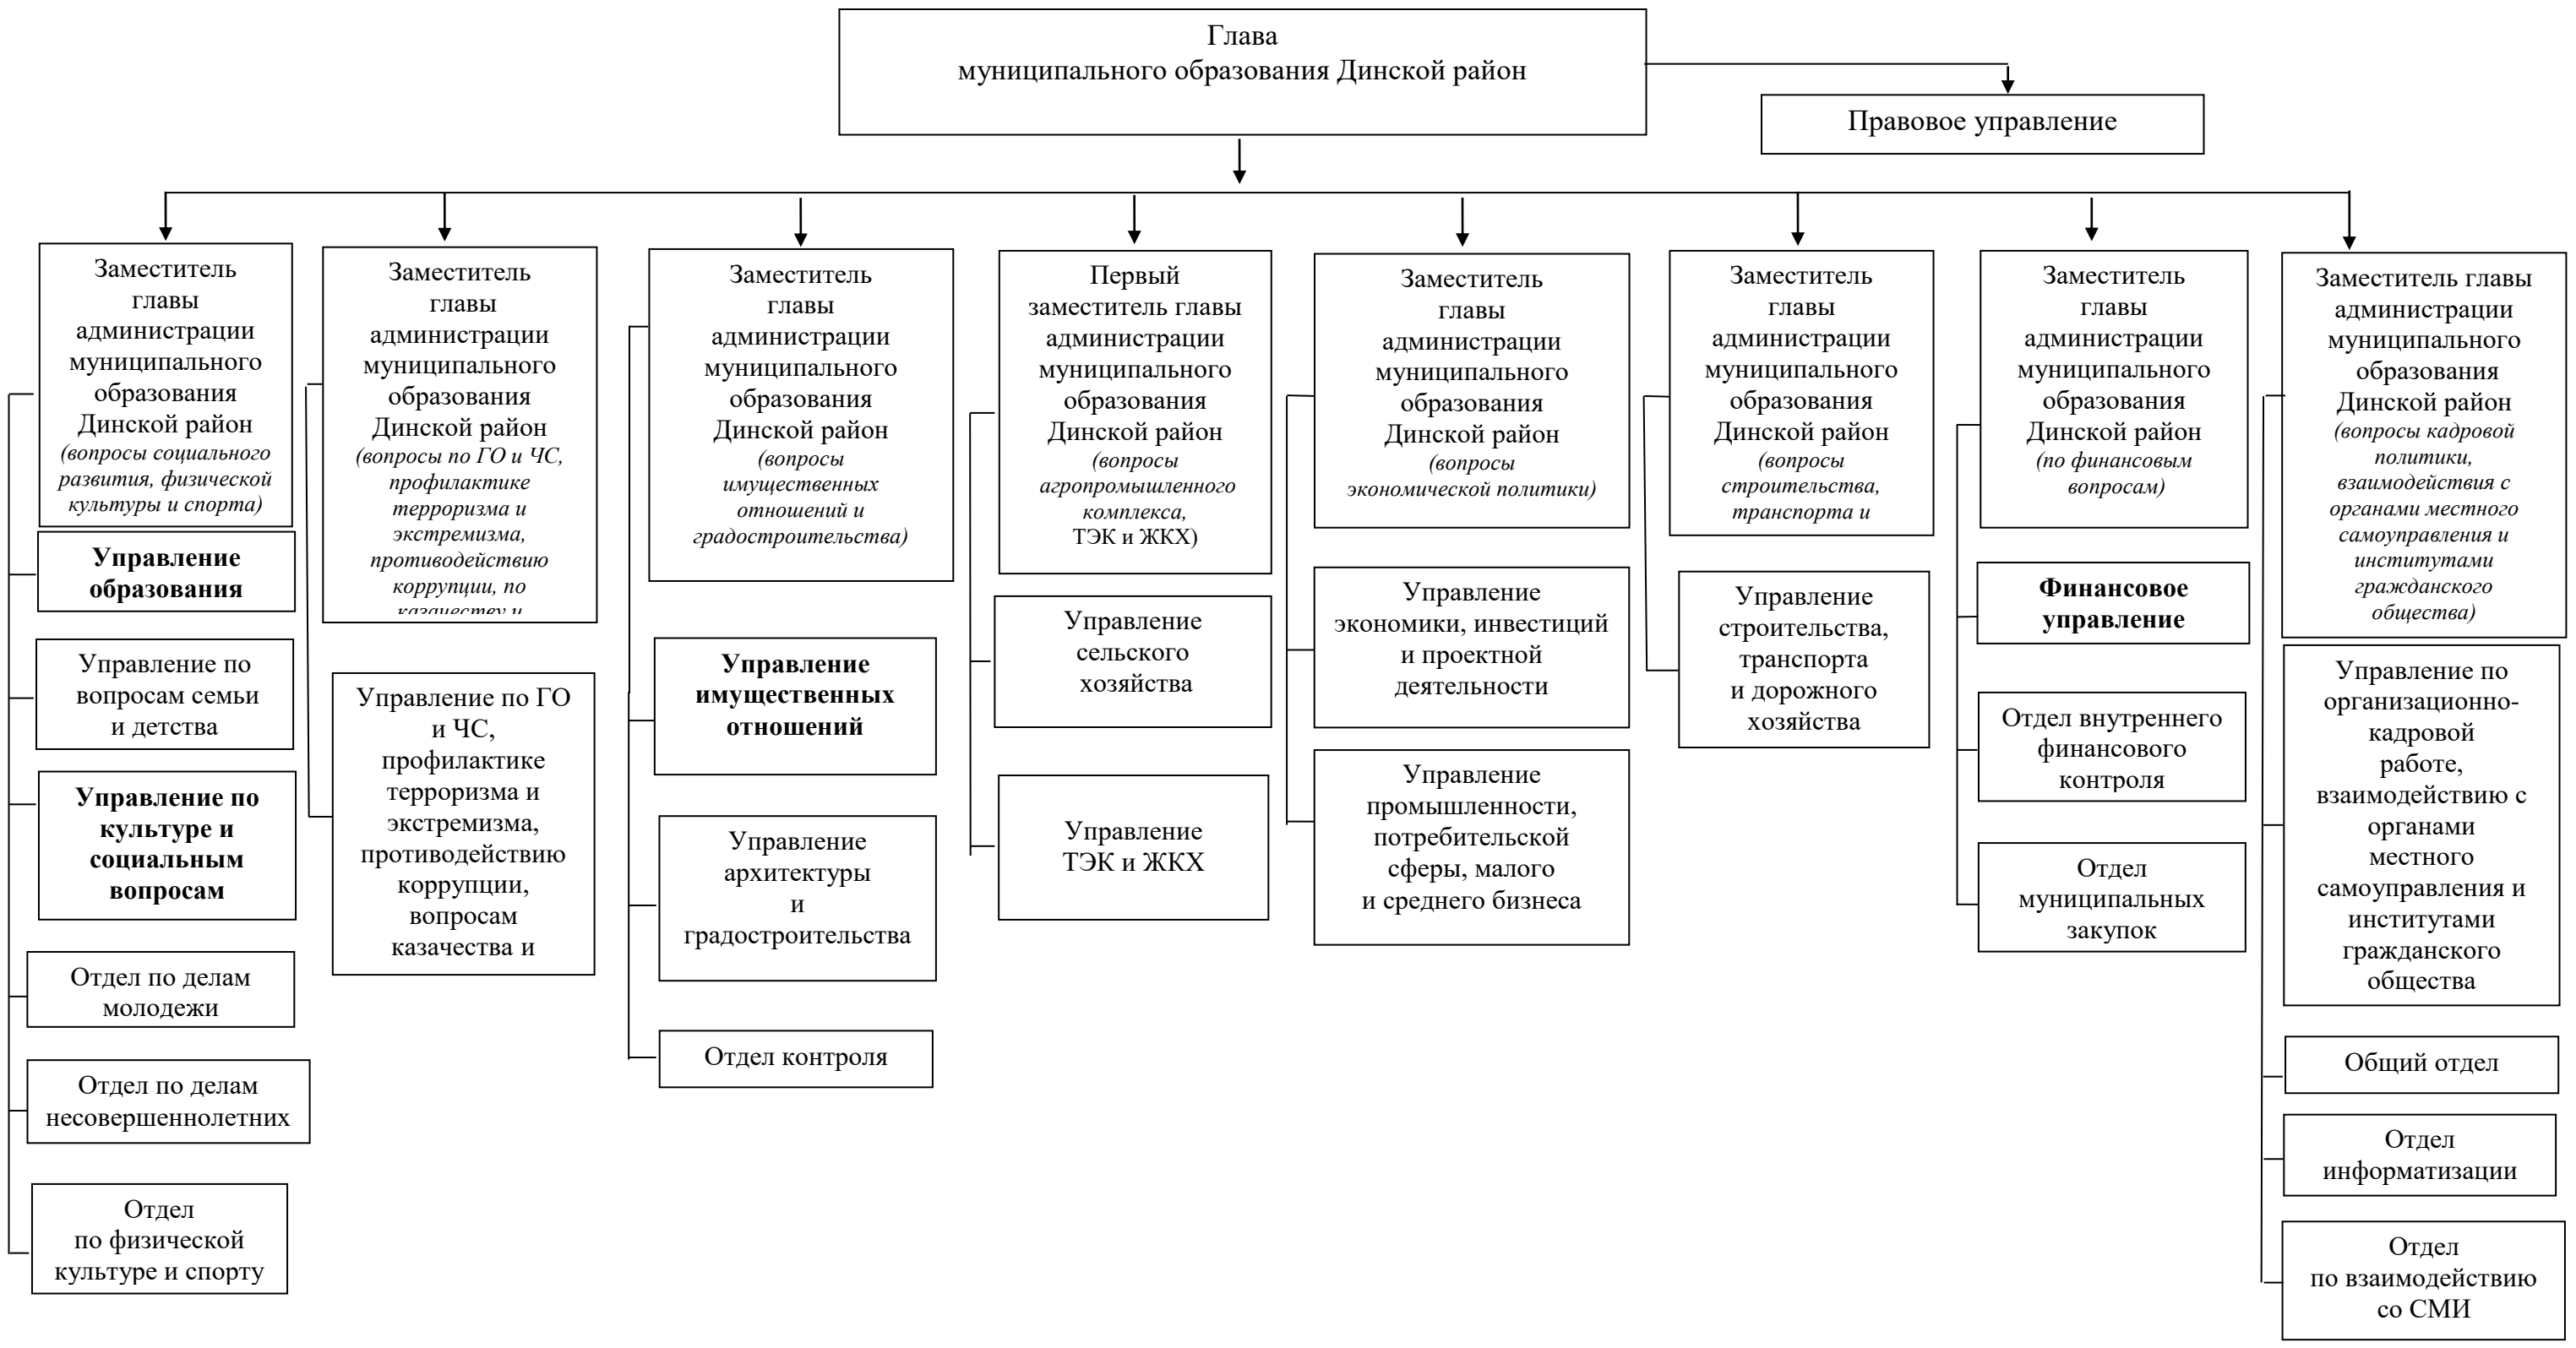 Глава
муниципального образования Динской район
Правовое управление
Заместитель
главы
администрации
муниципального
образования
Динской район
(вопросы социального
развития, физической
культуры и спорта)
Управление
образования
Управление по
вопросам семьи
и детства
Управление по
культуре и
социальным
вопросам
Отдел по делам
молодежи
Отдел по делам
несовершеннолетних
Отдел
по физической
культуре и спорту
Заместитель
главы
администрации
муниципального
образования
Динской район
(вопросы по ГО и ЧС,
профилактике
терроризма и
экстремизма,
противодействию
коррупции, по
казачеству и
Управление по ГО
и ЧС,
профилактике
терроризма и
экстремизма,
противодействию
коррупции,
вопросам
казачества и
Заместитель
главы
администрации
муниципального
образования
Динской район
(вопросы
имущественных
отношений и
градостроительства)
Управление
имущественных
отношений
Управление
архитектуры
и
градостроительства
Отдел контроля
Первый
заместитель главы
администрации
муниципального
образования
Динской район
(вопросы
агропромышленного
комплекса,
ТЭК и ЖКХ)
Управление
сельского
хозяйства
Управление
ТЭК и ЖКХ
Заместитель
главы
администрации
муниципального
образования
Динской район
(вопросы
экономической политики)
Управление
экономики, инвестиций
и проектной
деятельности
Управление
промышленности,
потребительской
сферы, малого
и среднего бизнеса
Заместитель
главы
администрации
муниципального
образования
Динской район
(вопросы
строительства,
транспорта и
Управление
строительства,
транспорта
и дорожного
хозяйства
Заместитель
главы
администрации
муниципального
образования
Динской район
(по финансовым
вопросам)
Финансовое
управление
Отдел внутреннего
финансового
контроля
Отдел
муниципальных
закупок
Заместитель главы
администрации
муниципального
образования
Динской район
(вопросы кадровой
политики,
взаимодействия с
органами местного
самоуправления и
институтами
гражданского
общества)
Управление по
организационно-
кадровой
работе,
взаимодействию с
органами
местного
самоуправления и
институтами
гражданского
общества
Общий отдел
Отдел
информатизации
Отдел
по взаимодействию
со СМИ